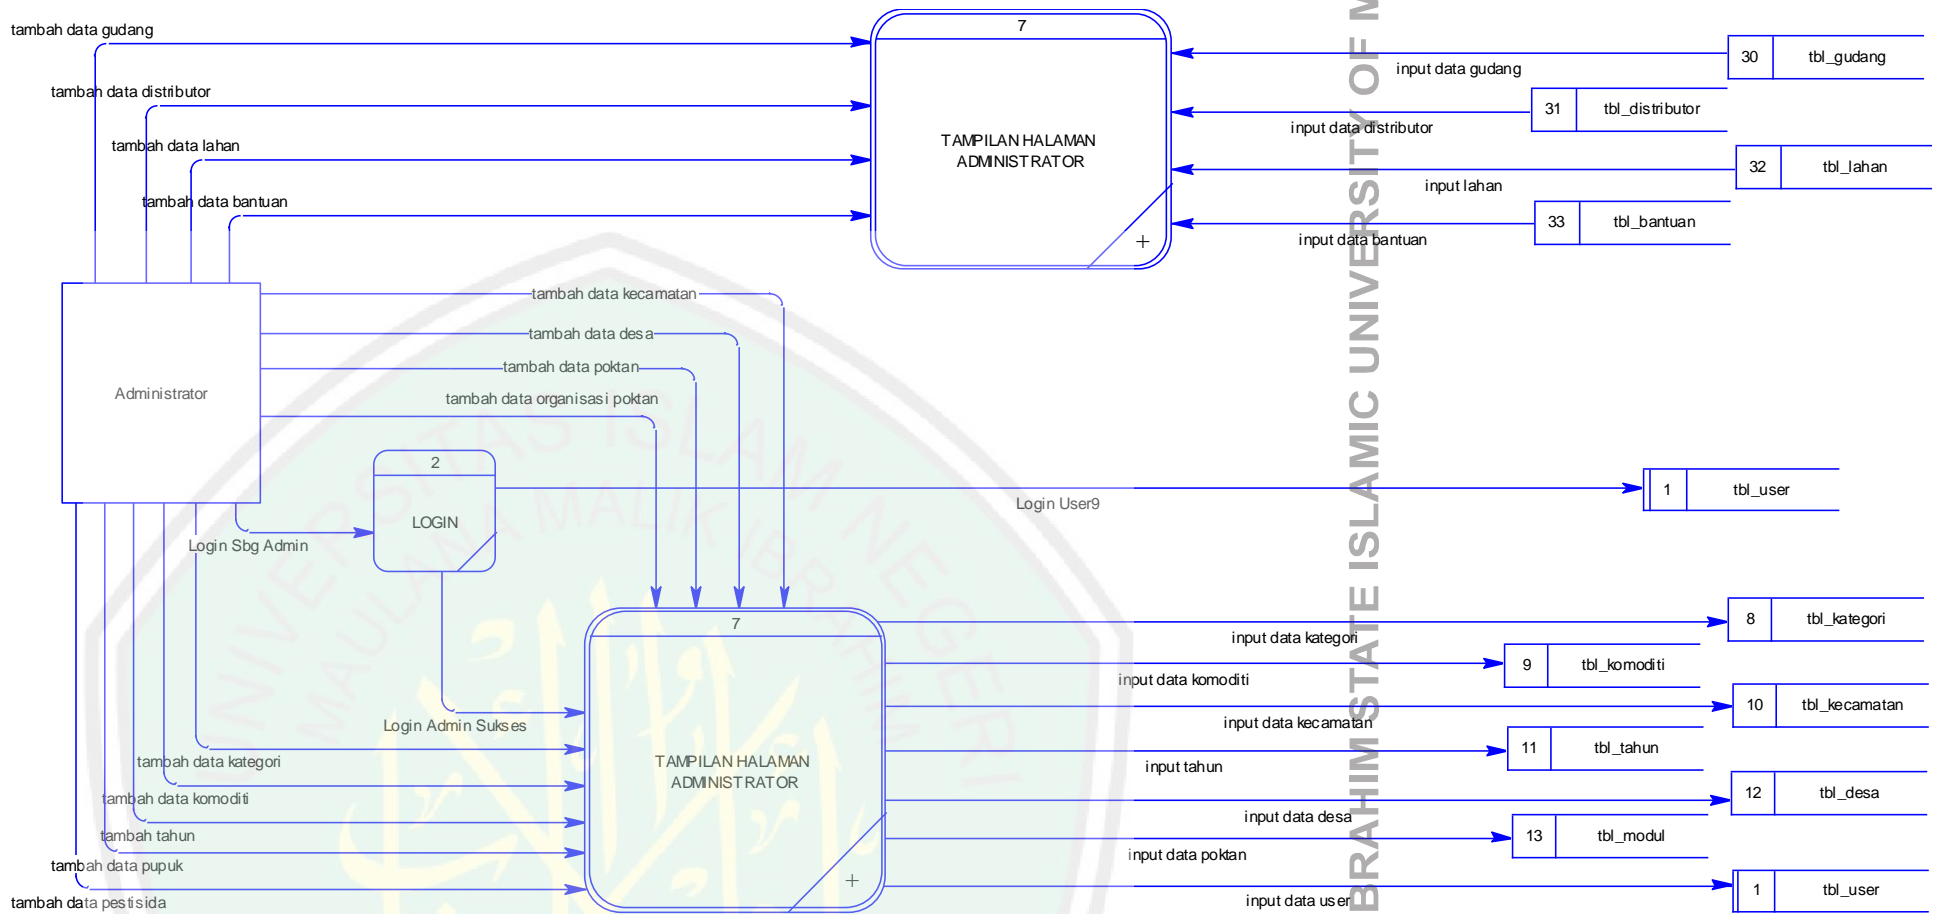 tambah data gudang
7
30 tbl_gudang
input data gudang
tambah data distributor
31 tbl_distributor
input data distributor
TAMPILAN HALAMAN
ADMINISTRATOR
tambah data lahan
32 tbl_lahan
input lahan
tambah data bantuan
33 tbl_bantuan
input data bantuan
+
tambah data kecamatan
tambah data desa
tambah data poktan
Administrator
tambah data organisasi poktan
2
LOGIN
Login Sbg Admin
Login User9
1 tbl_user
7
8 tbl_kategori
input data kategori
9 tbl_komoditi
input data komoditi
10 tbl_kecamatan
input data kecamatan
Login Admin Sukses
11 tbl_tahun
input tahun
TAMPILAN HALAMAN
ADMINISTRATOR
tambah data kategori
12 tbl_desa
tambah data komoditi
input data desa
tambah tahun
13 tbl_modul
input data poktan
tambah data pupuk
+
1 tbl_user
tambah data pestisida
input data user
UNIVERSITAS ISLAM NEGERI
MAULANA MALIK IBRAHIM
BRAHIM STATE ISLAMIC UNIVERSITY OF M